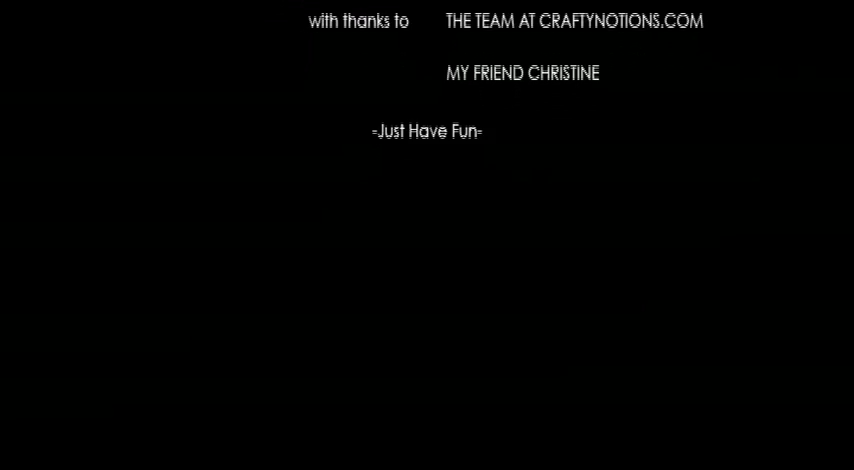 with thanks to THE TEAM AT CRAFTYNOTIONS.COM
MY FRIEND CHRISTINE
-Just Have Fun-